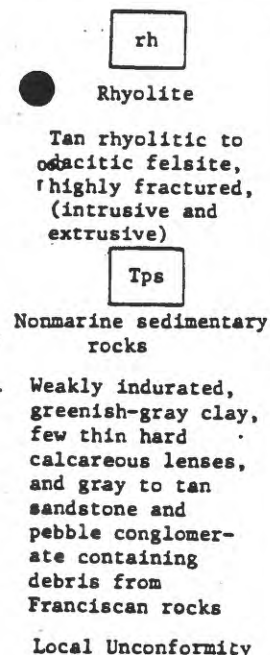 rh
Rhyolite
Tan rhyolitic to
dacitic felsite,
highly fractured,
(intrusive and
extrusive)
Tps
Nonmarine sedimentary
rocks
Weakly indurated,
greenish-gray clay,
few thin hard
calcareous lenses,
and gray to tan
sandstone and
pebble conglomer-
ate containing
debris from
Franciscan rocks
Local Unconformity